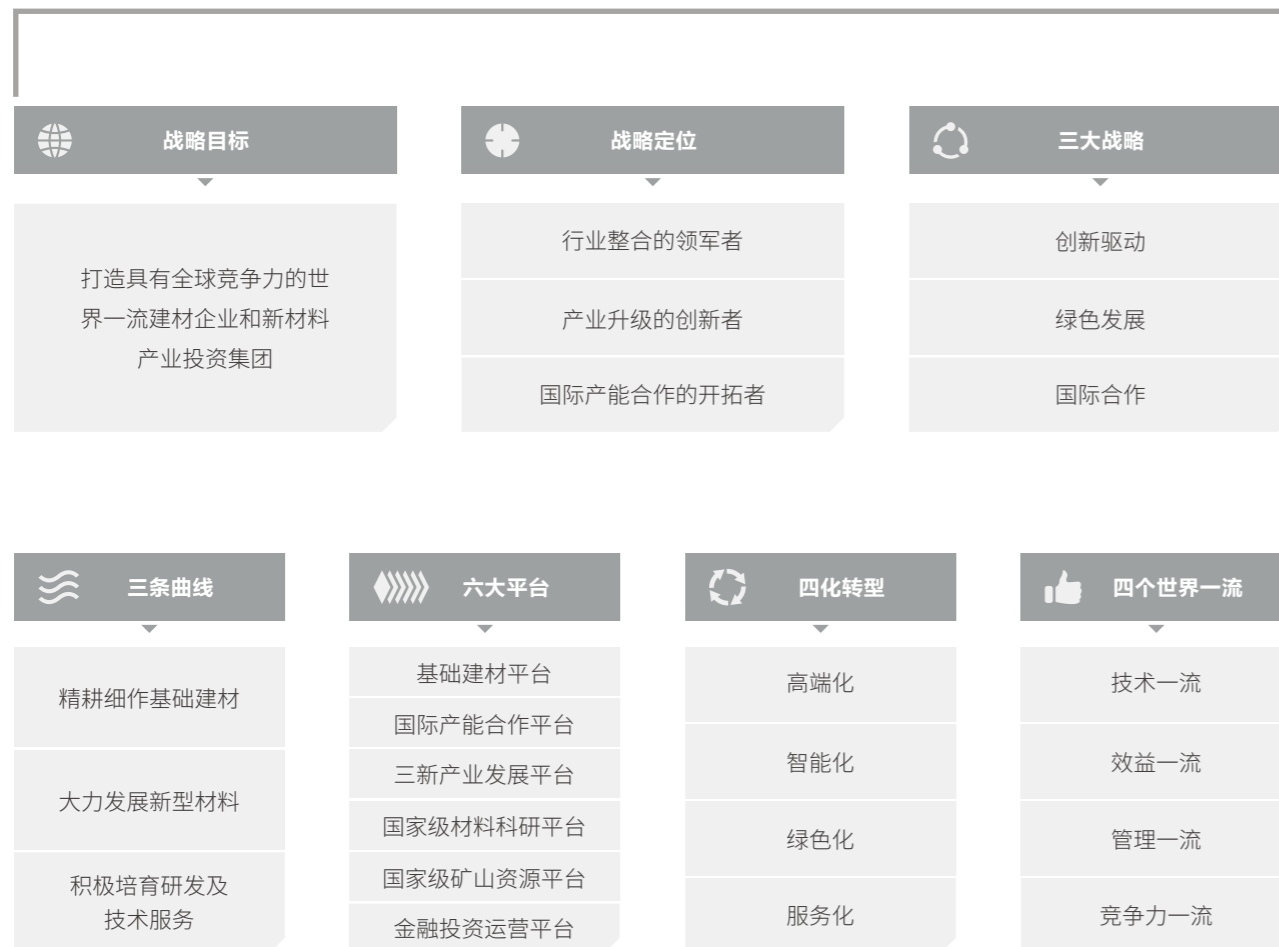 战略目标
打造具有全球竞争力的世
界一流建材企业和新材料
产业投资集团
战略定位
行业整合的领军者
产业升级的创新者
国际产能合作的开拓者
三大战略
创新驱动
绿色发展
国际合作
三条曲线
精耕细作基础建材
大力发展新型材料
积极培育研发及
技术服务
六大平台
基础建材平台
国际产能合作平台
三新产业发展平台
国家级材料科研平台
国家级矿山资源平台
金融投资运营平台
四化转型
高端化
智能化
绿色化
服务化
四个世界一流
技术一流
效益一流
管理一流
竞争力一流